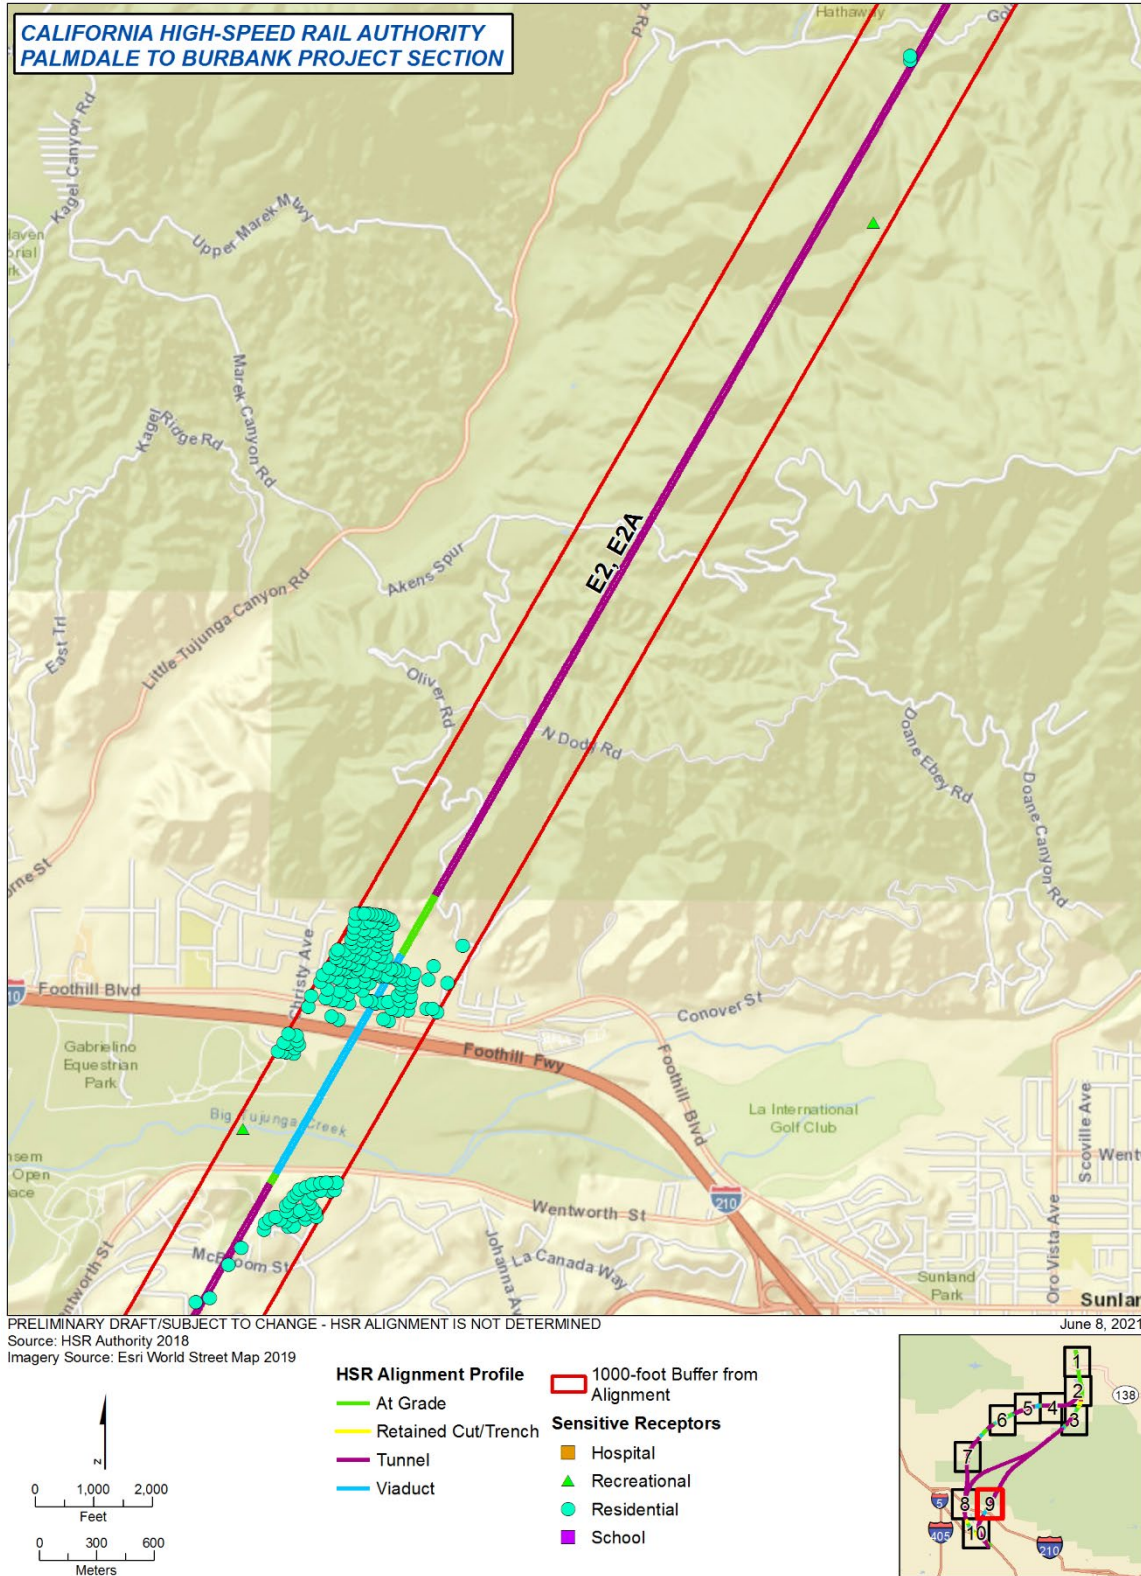 CALIFORNIA HIGH-SPEED RAIL AUTHORITY
PALMDALE TO BURBANK PROJECT SECTION
Hathaway
Kagel Canyon Rd
Upper Marek Mtwy
Marek Canyon Rd
Kagel
Ridge Rd
East Trl
Little Tujunga Canyon Rd
Akens Spur
E2, E2A
Oliver Rd
N Dody Rd
Doane Ebey Rd
Doane Canyon Rd
Christy Ave
Foothill Blvd
Gabrielino
Equestrian
Park
Conover St
Foothill Fwy
Foothill Blvd
Big Tujunga Creek
La International
Golf Club
Scoville Ave
Open
Wentworth St
210
Oro Vista Ave
Johanna
La Canada Way
Sunland
Park
PRELIMINARY DRAFT/SUBJECT TO CHANGE - HSR ALIGNMENT IS NOT DETERMINED
June 8, 2021
Source: HSR Authority 2018
Imagery Source: Esri World Street Map 2019
N
0 1,000 2,000
Feet
0 300 600
Meters
HSR Alignment Profile
At Grade
Retained Cut/Trench
Tunnel
Viaduct
1000-foot Buffer from
Alignment
Sensitive Receptors
Hospital
Recreational
Residential
School
1
2
138
3
4
5
6
7
8
9
10
5
405
210